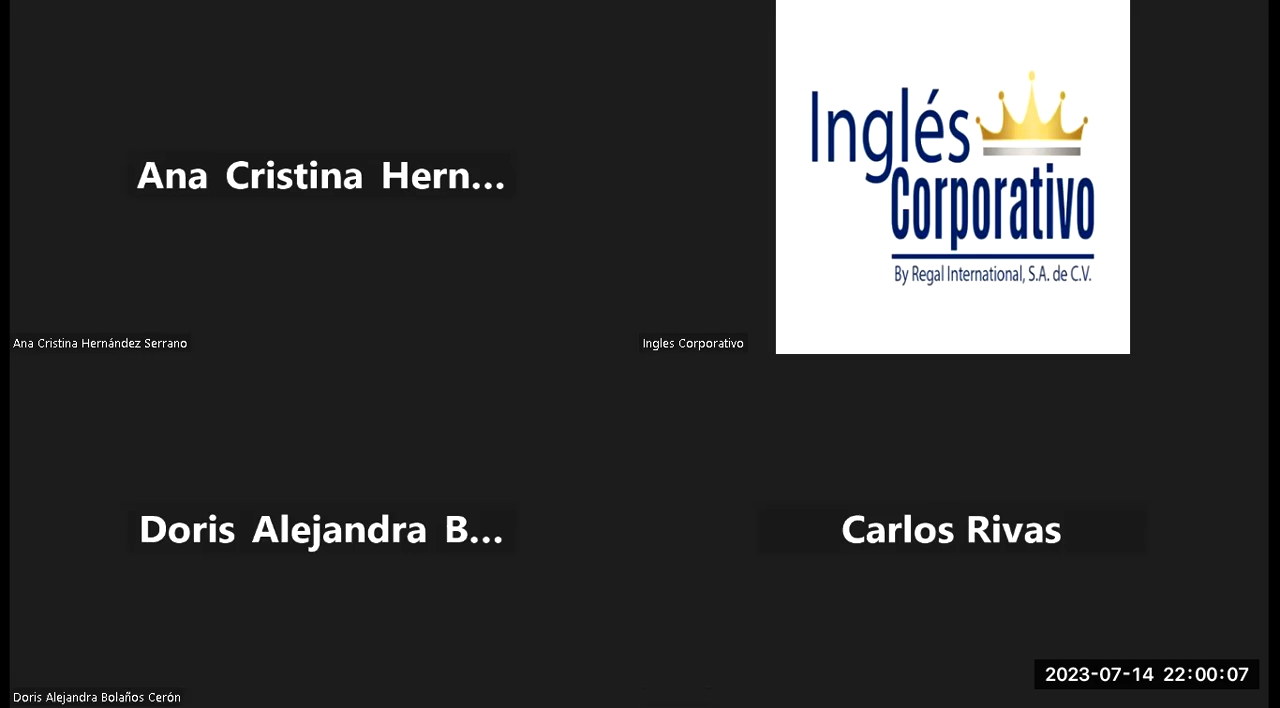 Ana Cristina Hern...
Ana Cristina Hernández Serrano
Inglés
Corporativo
By Regal International, S.A. de C.V.
Ingles Corporativo
Doris Alejandra B...
Doris Alejandra Bolaños Cerón
Carlos Rivas
2023-07-14 22:00:07